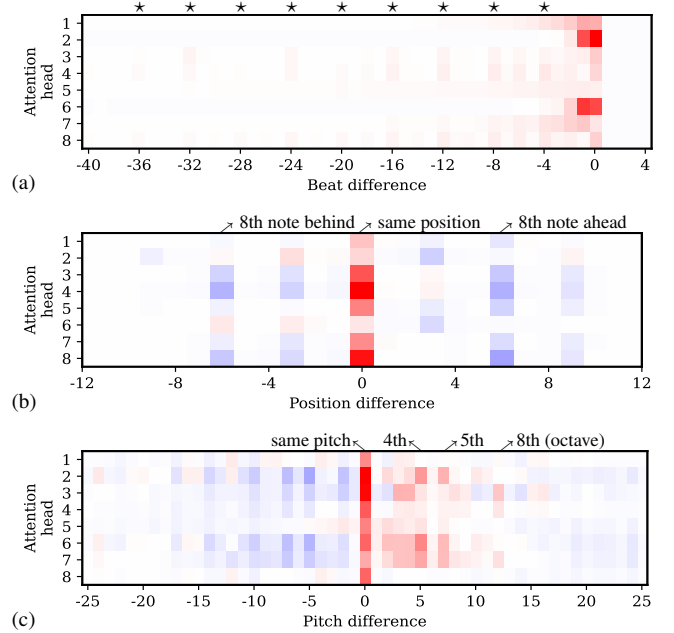 ★ ★ ★ ★ ★ ★ ★ ★ ★
1
2
3
4
5
6
7
8
Attention
head
-40 -36 -32 -28 -24 -20 -16 -12 -8 -4 0 4
Beat difference
(a)
8th note behind same position 8th note ahead
1
2
3
4
5
6
7
8
Attention
head
-12 -8 -4 0 4 8 12
Position difference
(b)
same pitch 4th 5th 8th (octave)
1
2
3
4
5
6
7
8
Attention
head
-25 -20 -15 -10 -5 0 5 10 15 20 25
Pitch difference
(c)